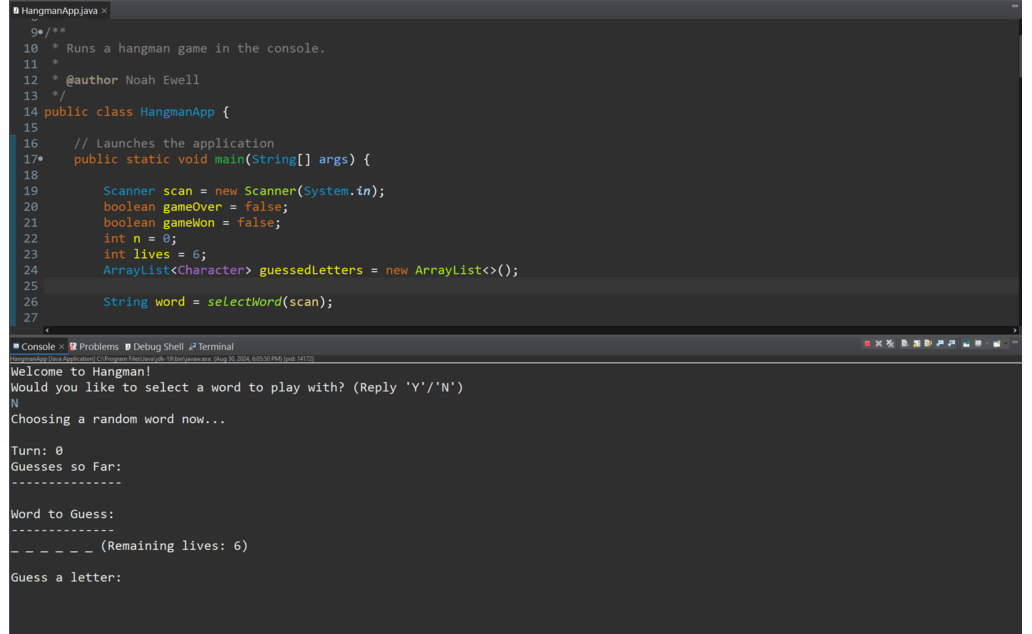 HangmanApp.java ×
9 /**
10 * Runs a hangman game in the console.
11 *
12 * @author Noah Ewell
13 */
14 public class HangmanApp {
15
16 // Launches the application
17 public static void main(String[] args) {
18
19 Scanner scan = new Scanner(System.in);
20 boolean gameOver = false;
21 boolean gameWon = false;
22 int n = 0;
23 int lives = 6;
24 ArrayList<Character> guessedLetters = new ArrayList<>();
25
26 String word = selectWord(scan);
27
Console × Problems Debug Shell Terminal
HangmanApp [Java Application] C:\Program Files\Java\jdk-19\bin\javaw.exe (Aug 30, 2024, 6:05:50 PM) [pid: 14172]
Welcome to Hangman!
Would you like to select a word to play with? (Reply 'Y'/'N')
N
Choosing a random word now...
Turn: 0
Guesses so Far:
---------------
Word to Guess:
--------------
_ _ _ _ _ _ (Remaining lives: 6)
Guess a letter: